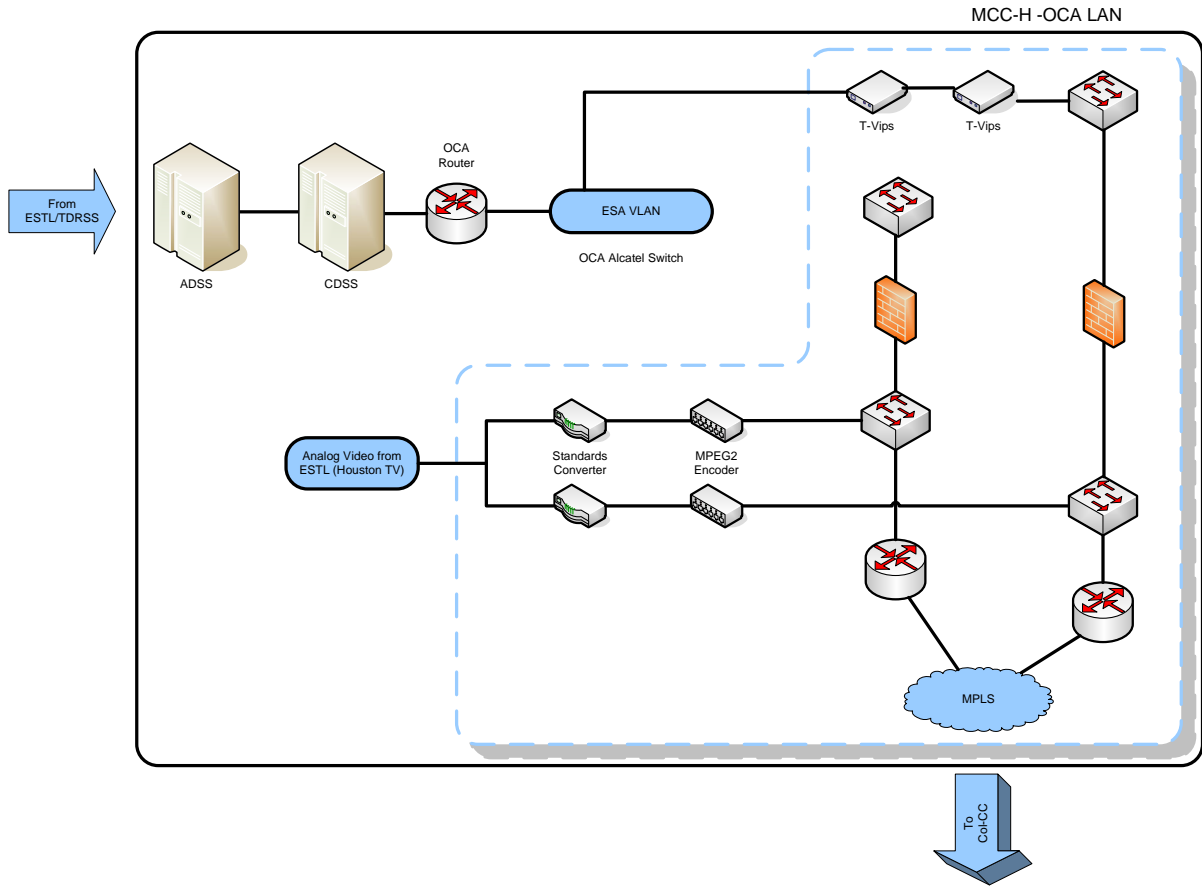 MCC-H -OCA LAN
T-Vips
T-Vips
OCA
Router
From
ESTL/TDRSS
ESA VLAN
OCA Alcatel Switch
ADSS
CDSS
Analog Video from
ESTL (Houston TV)
Standards
Converter
MPEG2
Encoder
MPLS
To
Col-CC